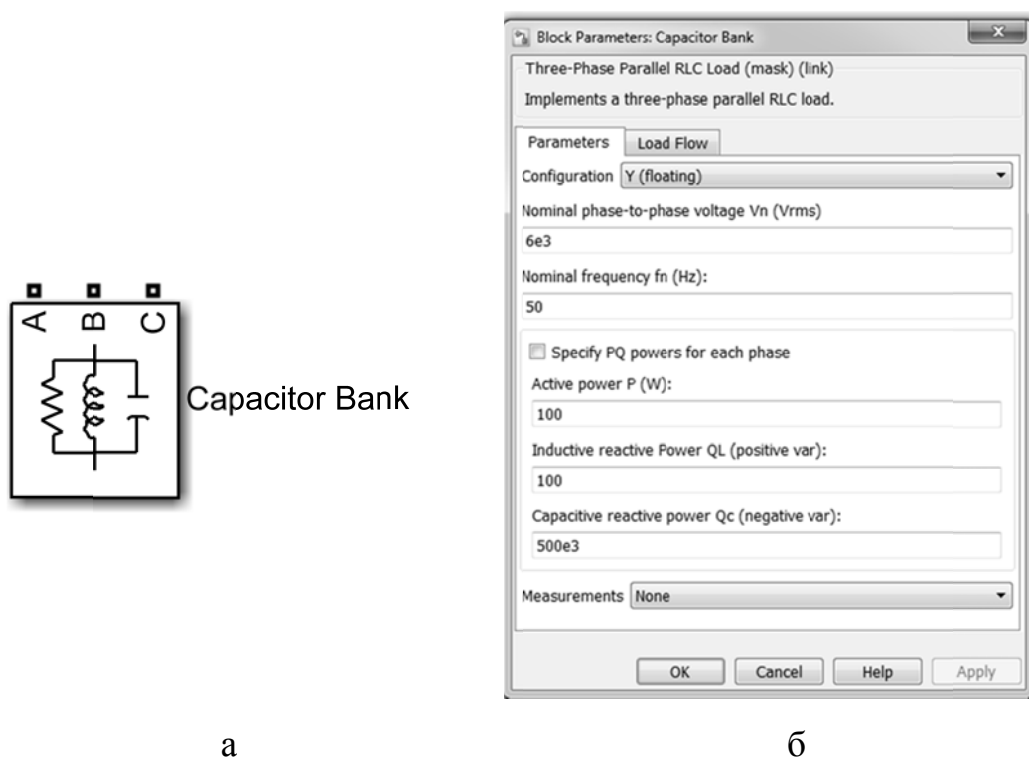 A
B
C
Capacitor Bank
а
Block Parameters: Capacitor Bank
Three-Phase Parallel RLC Load (mask) (link)
Implements a three-phase parallel RLC load.
Parameters Load Flow
Configuration Y (floating)
Nominal phase-to-phase voltage Vn (Vrms)
6e3
Nominal frequency fn (Hz):
50
Specify PQ powers for each phase
Active power P (W):
100
Inductive reactive Power QL (positive var):
100
Capacitive reactive power Qc (negative var):
500e3
Measurements None
OK Cancel Help Apply
б